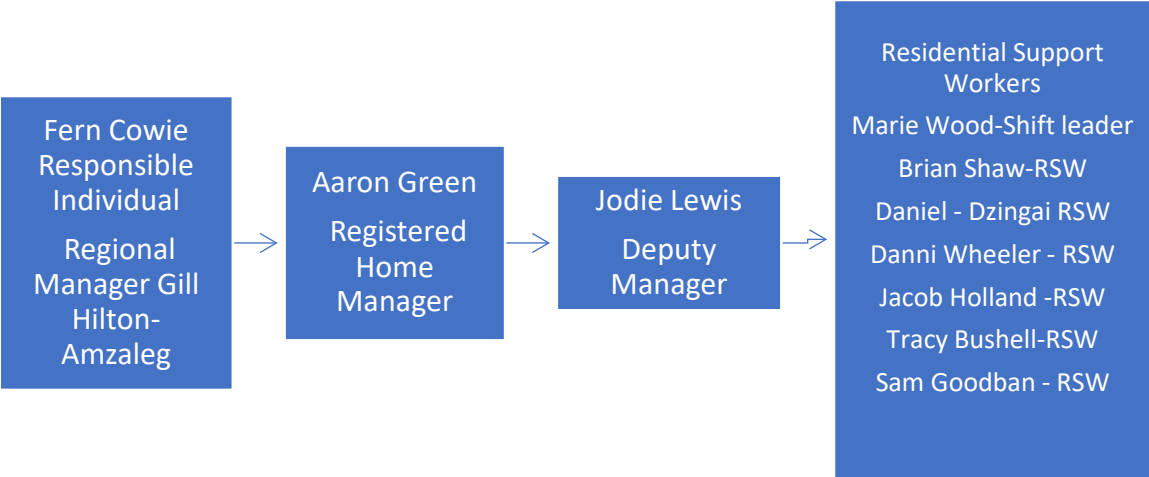 Fern Cowie
Responsible
Individual
Regional
Manager Gill
Hilton-
Amzaleg
Aaron Green
Registered
Home
Manager
Jodie Lewis
Deputy
Manager
Residential Support
Workers
Marie Wood-Shift leader
Brian Shaw-RSW
Daniel - Dzingai RSW
Danni Wheeler - RSW
Jacob Holland -RSW
Tracy Bushell-RSW
Sam Goodban - RSW